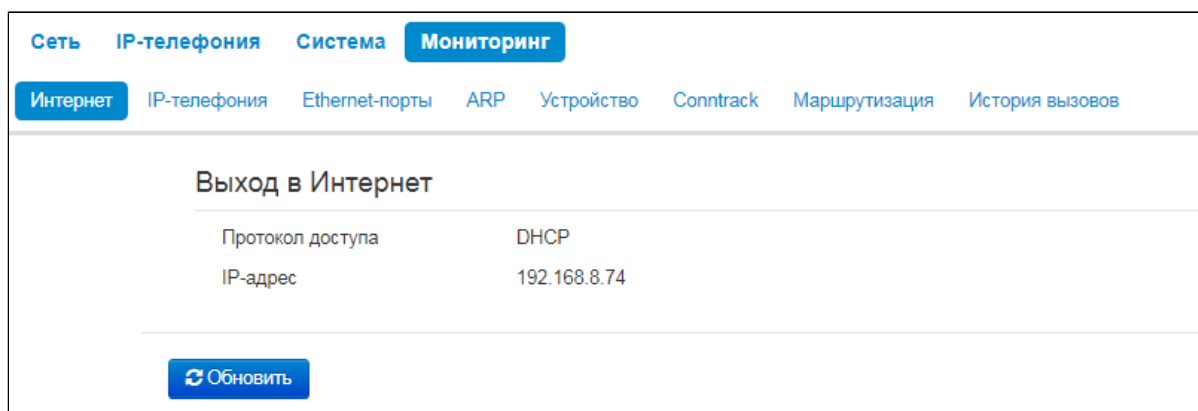 Сеть IP-телефония Система Мониторинг
Интернет IP-телефония Ethernet-порты ARP Устройство Conntrack Маршрутизация История вызовов
Выход в Интернет
Протокол доступа DHCP
IP-адрес 192.168.8.74
Обновить